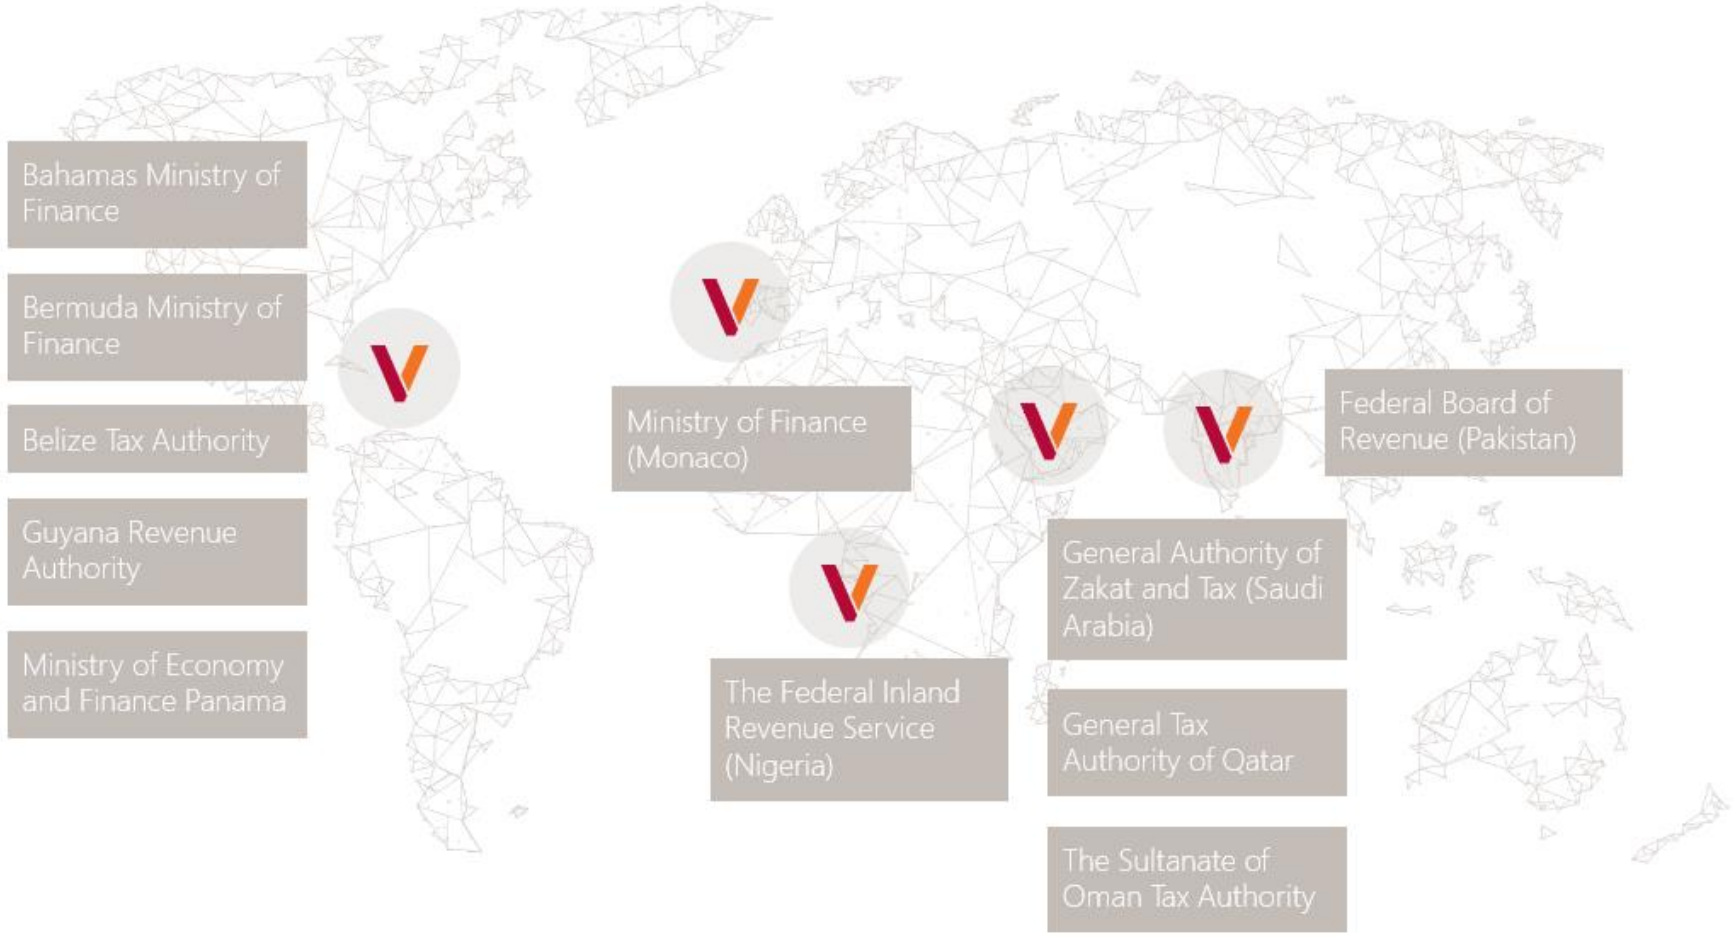 Bahamas Ministry of
Finance
Bermuda Ministry of
Finance
Belize Tax Authority
Guyana Revenue
Authority
Ministry of Economy
and Finance Panama
Ministry of Finance
(Monaco)
The Federal Inland
Revenue Service
(Nigeria)
General Authority of
Zakat and Tax (Saudi
Arabia)
General Tax
Authority of Qatar
The Sultanate of
Oman Tax Authority
Federal Board of
Revenue (Pakistan)